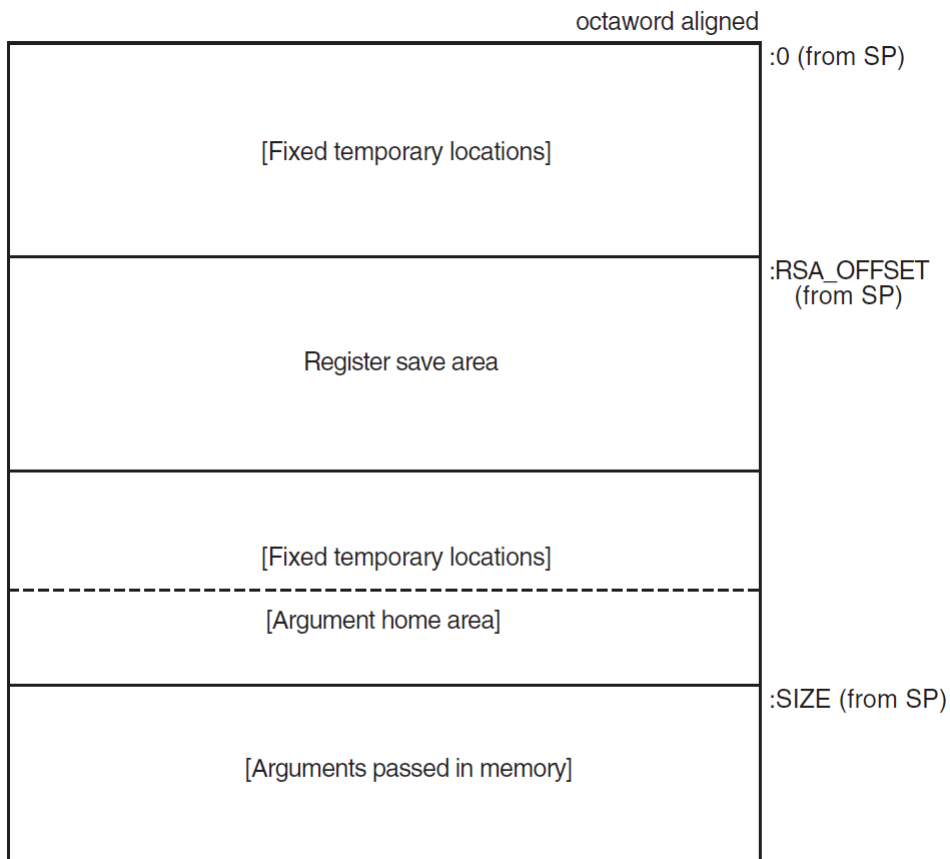 octaword aligned
:0 (from SP)
[Fixed temporary locations]
:RSA_OFFSET
(from SP)
Register save area
[Fixed temporary locations]
[Argument home area]
:SIZE (from SP)
[Arguments passed in memory]